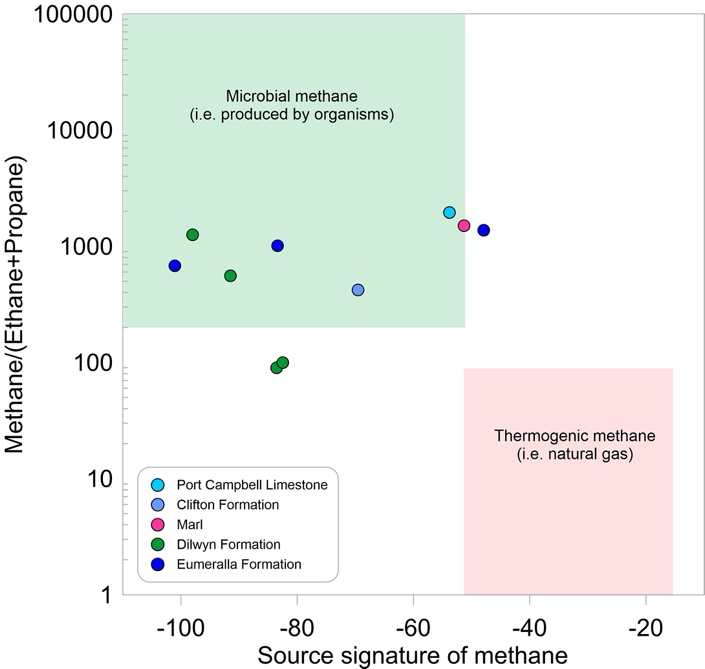 100000
10000
1000
100
10
1
Methane/(Ethane+Propane)
Microbial methane
(i.e. produced by organisms)
Thermogenic methane
(i.e. natural gas)
Port Campbell Limestone
Clifton Formation
Marl
Dilwyn Formation
Eumeralla Formation
-100 -80 -60 -40 -20
Source signature of methane